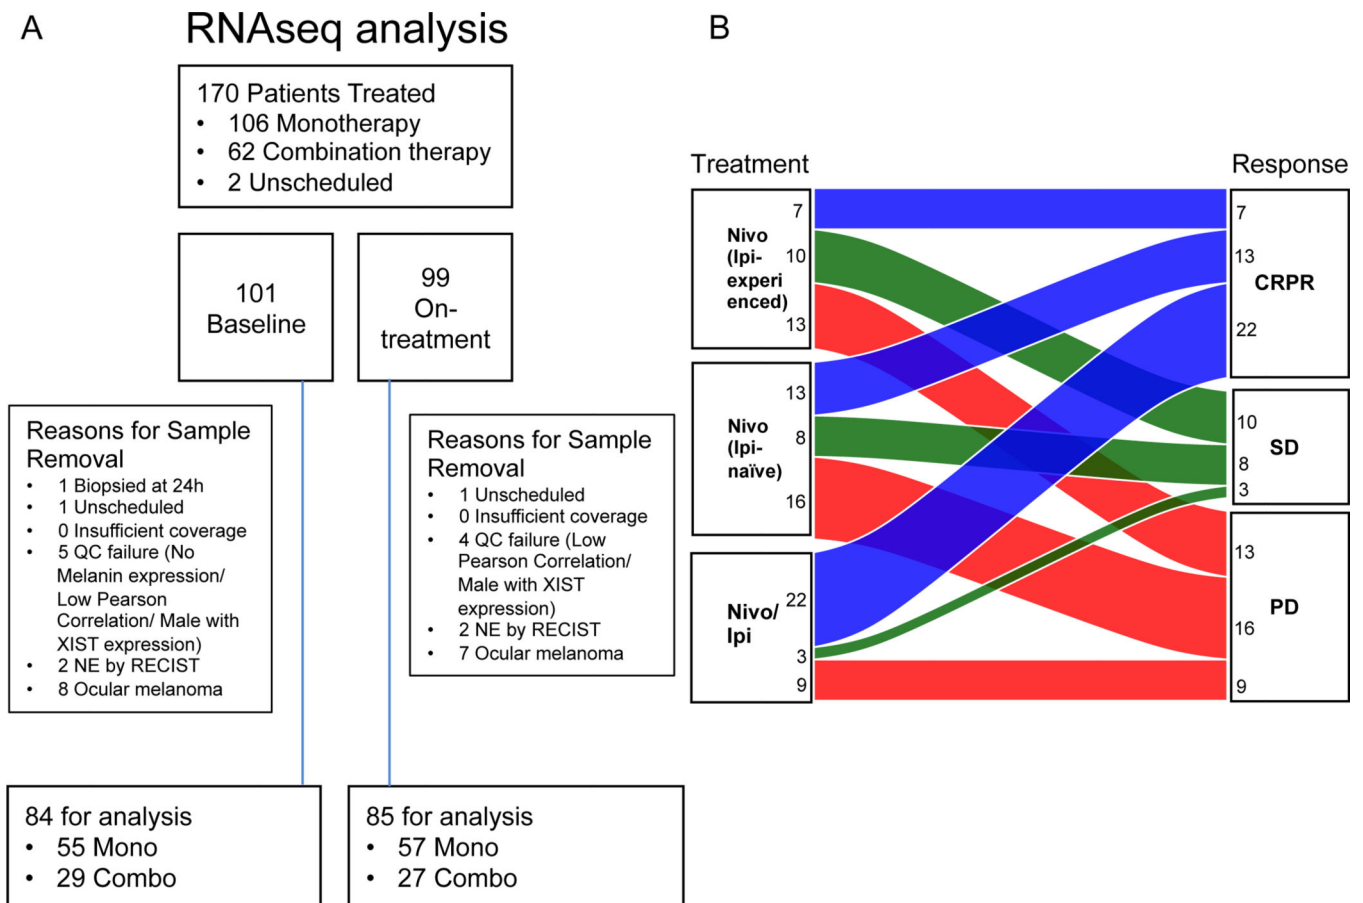 A
RNAseq analysis
170 Patients Treated
• 106 Monotherapy
• 62 Combination therapy
• 2 Unscheduled
101
Baseline
99
On-
treatment
Reasons for Sample
Removal
• 1 Biopsied at 24h
• 1 Unscheduled
• 0 Insufficient coverage
• 5 QC failure (No
Melanin expression/
Low Pearson
Correlation/ Male with
XIST expression)
• 2 NE by RECIST
• 8 Ocular melanoma
Reasons for Sample
Removal
• 1 Unscheduled
• 0 Insufficient coverage
• 4 QC failure (Low
Pearson Correlation/
Male with XIST
expression)
• 2 NE by RECIST
• 7 Ocular melanoma
84 for analysis
• 55 Mono
• 29 Combo
85 for analysis
• 57 Mono
• 27 Combo
B
Treatment
Nivo
(Ipi-
experi
enced)
7
10
13
Nivo
(Ipi-
naïve)
13
8
16
Nivo/
Ipi
22
3
9
Response
7
13
22
CRPR
10
8
3
SD
13
16
9
PD